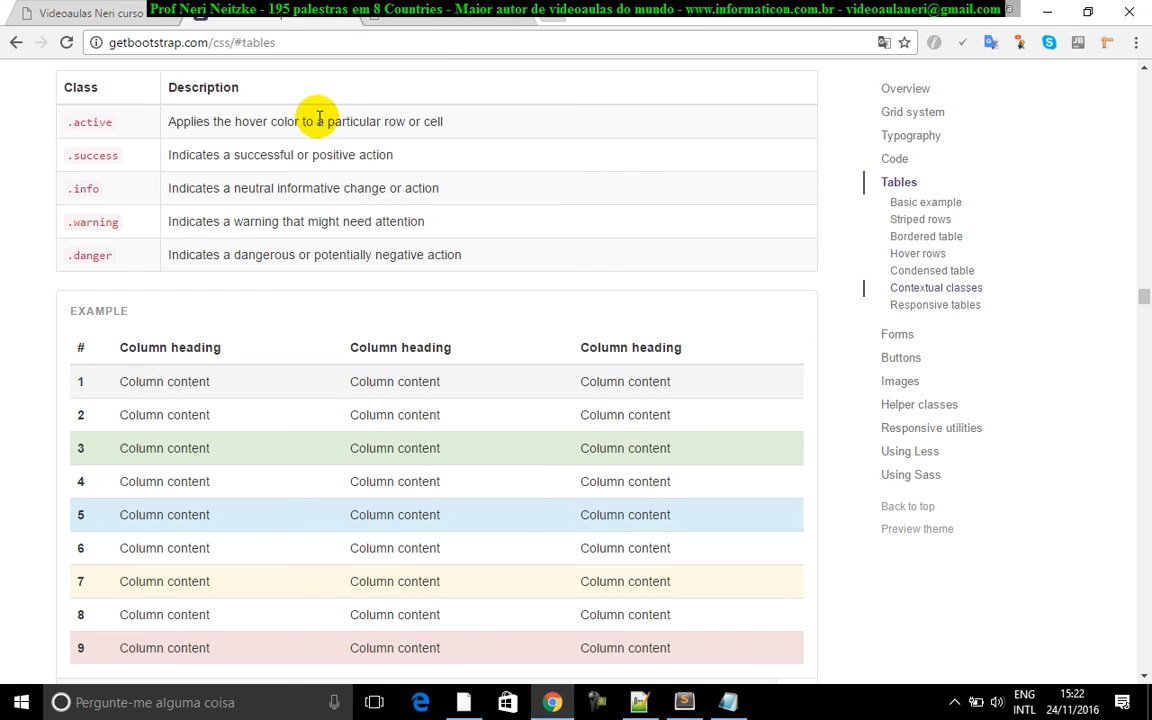 Videoaulas Neri curso
Prof Neri Neitzke - 195 palestras em 8 Countries - Maior autor de videoaulas do mundo - www.informaticon.com.br - videoaulaneri@gmail.com
getbootstrap.com/css/#tables
Class Description
.active Applies the hover color to a particular row or cell
.success Indicates a successful or positive action
.info Indicates a neutral informative change or action
.warning Indicates a warning that might need attention
.danger Indicates a dangerous or potentially negative action
EXAMPLE
# Column heading Column heading Column heading
1 Column content Column content Column content
2 Column content Column content Column content
3 Column content Column content Column content
4 Column content Column content Column content
5 Column content Column content Column content
6 Column content Column content Column content
7 Column content Column content Column content
8 Column content Column content Column content
9 Column content Column content Column content
Overview
Grid system
Typography
Code
Tables
Basic example
Striped rows
Bordered table
Hover rows
Condensed table
Contextual classes
Responsive tables
Forms
Buttons
Images
Helper classes
Responsive utilities
Using Less
Using Sass
Back to top
Preview theme
Pergunte-me alguma coisa
ENG
INTL
15:22
24/11/2016